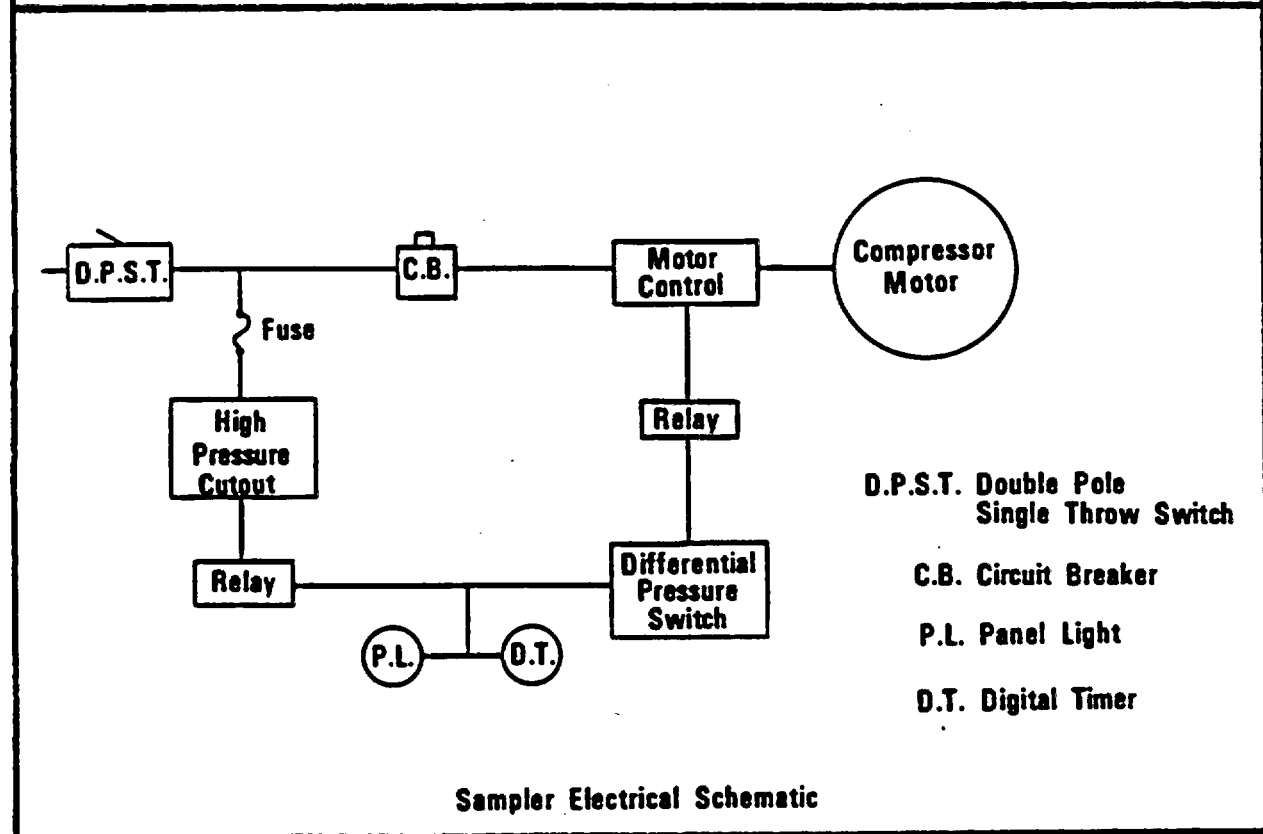 D.P.S.T.
C.B.
Motor
Control
Compressor
Motor
Fuse
High
Pressure
Cutout
Relay
Relay
Differential
Pressure
Switch
P.L.
D.T.
D.P.S.T. Double Pole
Single Throw Switch
C.B. Circuit Breaker
P.L. Panel Light
D.T. Digital Timer
Sampler Electrical Schematic